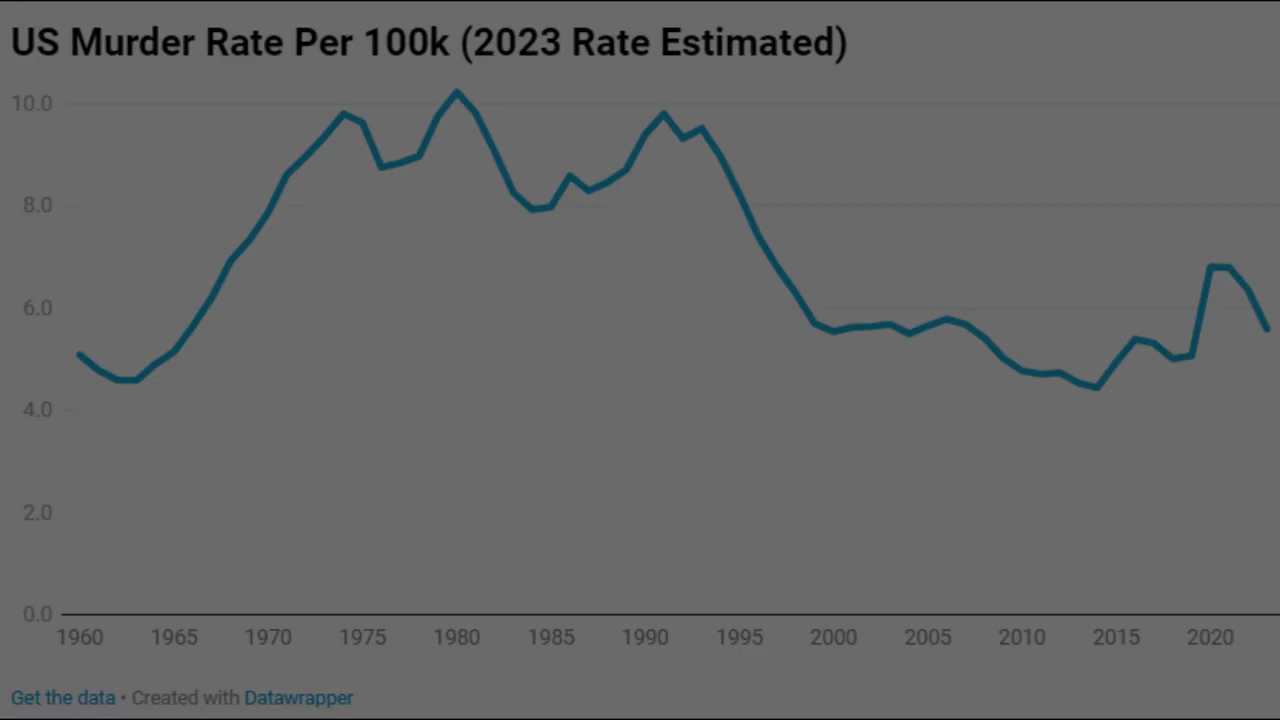 US Murder Rate Per 100k (2023 Rate Estimated)
10.0
8.0
6.0
4.0
2.0
0.0
1960 1965 1970 1975 1980 1985 1990 1995 2000 2005 2010 2015 2020
Get the data • Created with Datawrapper